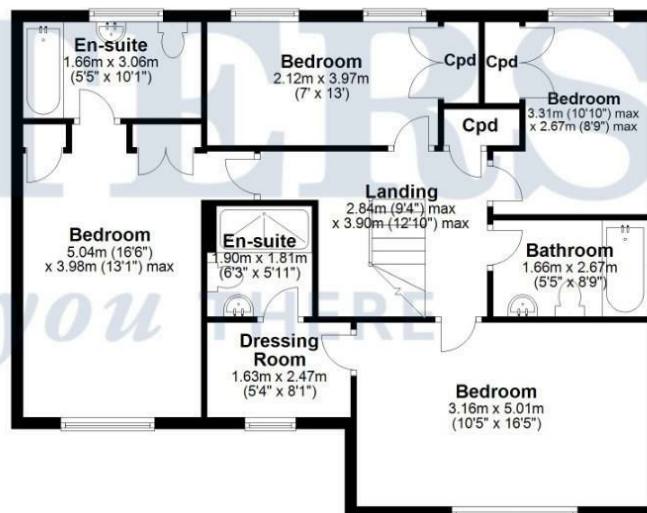 En-suite
1.66m x 3.06m
(5'5" x 10'1")
Bedroom
2.12m x 3.97m
(7' x 13')
Cpd
Cpd
Bedroom
3.31m (10'10") max
x 2.67m (8'9") max
Cpd
Landing
2.84m (9'4") max
x 3.90m (12'10") max
Bedroom
5.04m (16'6")
x 3.98m (13'1") max
En-suite
1.90m x 1.81m
(6'3" x 5'11")
Bathroom
1.66m x 2.67m
(5'5" x 8'9")
Dressing
Room
1.63m x 2.47m
(5'4" x 8'1")
Bedroom
3.16m x 5.01m
(10'5" x 16'5")
ERS
you THERE